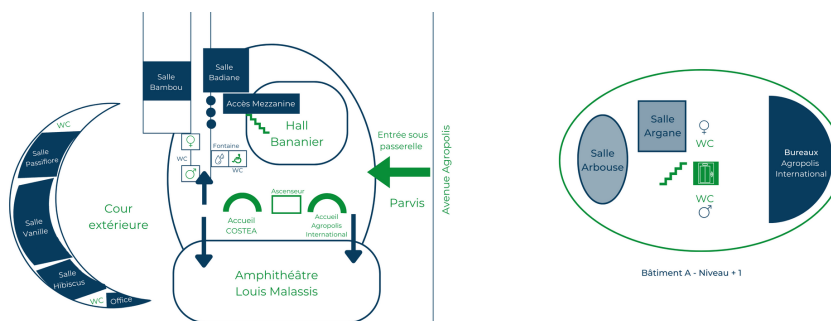 WC
Salle
Passiflore
Salle
Vanille
Salle
Hibiscus
WC
Office
Cour
extérieure
Salle
Bambou
Salle
Badiane
Accès Mezzanine
Hall
Bananier
WC
Fontaine
WC
Entrée sous
passerelle
Parvis
Avenue Agropolis
Ascenseur
Accueil
COSTEA
Accueil
Agropolis
International
Amphithéâtre
Louis Malassis
Salle
Arbouse
Salle
Argane
WC
WC
Bureaux
Agropolis
International
Bâtiment A - Niveau + 1